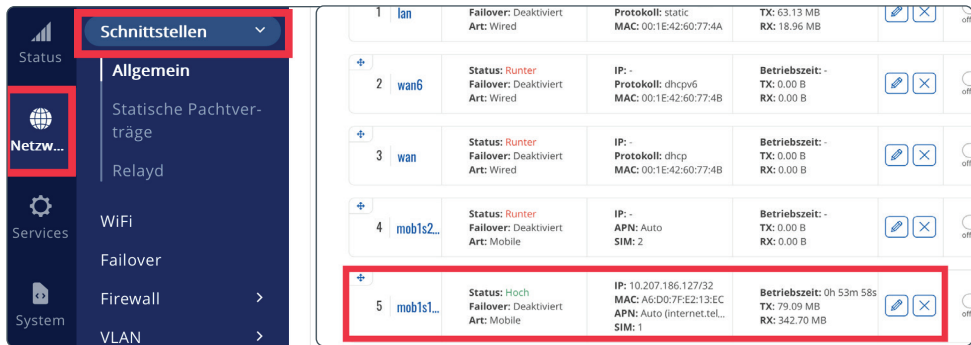 Status
Netzw...
Services
System
Schnittstellen
Allgemein
Statische Pachtver-
träge
Relayd
WiFi
Failover
Firewall
VLAN
1 lan Failover: Deaktiviert Protokoll: static TX: 63.13 MB
Art: Wired MAC: 00:1E:42:60:77:4A RX: 18.96 MB
off
Status: Runter IP: - Betriebszeit: -
2 wan6 Failover: Deaktiviert Protokoll: dhcpv6 TX: 0.00 B
Art: Wired MAC: 00:1E:42:60:77:4B RX: 0.00 B
off
Status: Runter IP: - Betriebszeit: -
3 wan Failover: Deaktiviert Protokoll: dhcp TX: 0.00 B
Art: Wired MAC: 00:1E:42:60:77:4B RX: 0.00 B
off
Status: Runter IP: - Betriebszeit: -
4 mob1s2... Failover: Deaktiviert APN: Auto TX: 0.00 B
Art: Mobile SIM: 2 RX: 0.00 B
off
IP: 10.207.186.127/32
Status: Hoch MAC: A6:D0:7F:E2:13:EC Betriebszeit: 0h 53m 58s
5 mob1s1... Failover: Deaktiviert APN: Auto (internet.tel... TX: 79.09 MB
Art: Mobile SIM: 1 RX: 342.70 MB
off